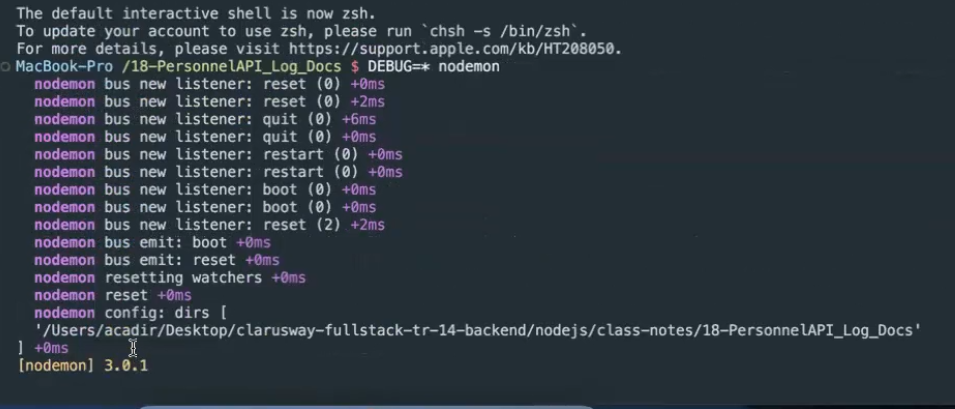 The default interactive shell is now zsh.
To update your account to use zsh, please run `chsh -s /bin/zsh`.
For more details, please visit https://support.apple.com/kb/HT208050.
MacBook-Pro /18-PersonnelAPI_Log_Docs $ DEBUG=* nodemon
nodemon bus new listener: reset (0) +0ms
nodemon bus new listener: reset (0) +2ms
nodemon bus new listener: quit (0) +6ms
nodemon bus new listener: quit (0) +0ms
nodemon bus new listener: restart (0) +0ms
nodemon bus new listener: restart (0) +0ms
nodemon bus new listener: boot (0) +0ms
nodemon bus new listener: boot (0) +0ms
nodemon bus new listener: reset (2) +2ms
nodemon bus emit: boot +0ms
nodemon bus emit: reset +0ms
nodemon resetting watchers +0ms
nodemon reset +0ms
nodemon config: dirs [
'/Users/acadir/Desktop/clarusway-fullstack-tr-14-backend/nodejs/class-notes/18-PersonnelAPI_Log_Docs'
] +0ms
[nodemon] 3.0.1